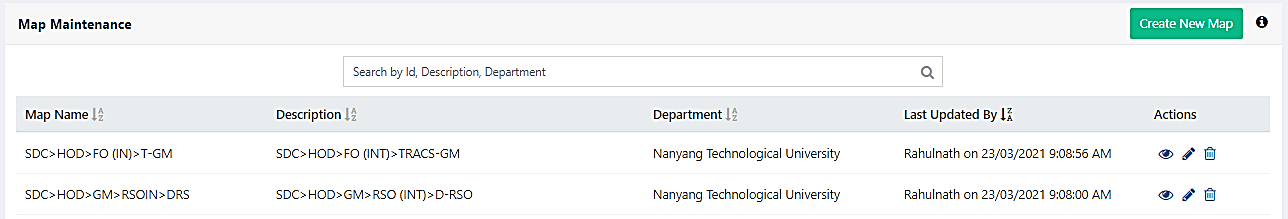 Map Maintenance
Create New Map
Search by Id, Description, Department
Map Name Description Department Last Updated By Actions
SDC>HOD>FO (IN)>T-GM SDC>HOD>FO (INT)>TRACS-GM Nanyang Technological University Rahulnath on 23/03/2021 9:08:56 AM
SDC>HOD>GM>RSOIN>DRS SDC>HOD>GM>RSO (INT)>D-RSO Nanyang Technological University Rahulnath on 23/03/2021 9:08:00 AM